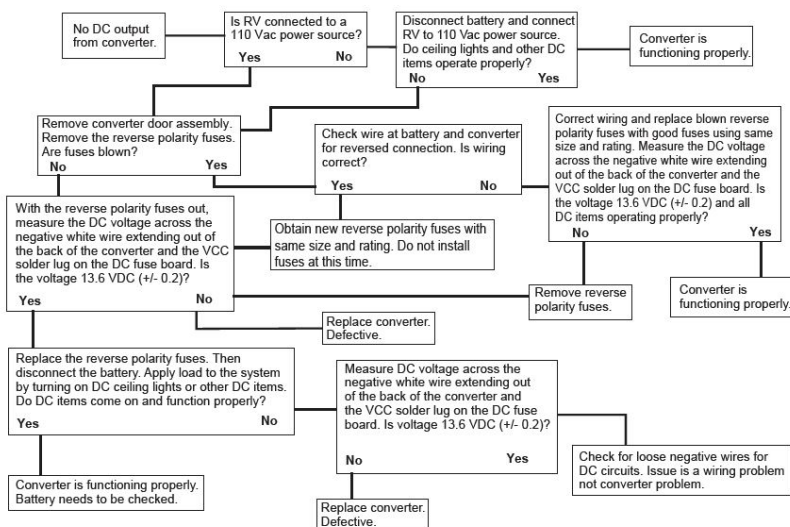 No DC output
from converter.
Is RV connected to a
110 Vac power source?
Yes No
Disconnect battery and connect
RV to 110 Vac power source.
Do ceiling lights and other DC
items operate properly?
No Yes
Converter is
functioning properly.
Remove converter door assembly.
Remove the reverse polarity fuses.
Are fuses blown?
No Yes
Check wire at battery and converter
for reversed connection. Is wiring
correct?
Yes No
Correct wiring and replace blown reverse
polarity fuses with good fuses using same
size and rating. Measure the DC voltage
across the negative white wire extending
out of the back of the converter and the
VCC solder lug on the DC fuse board. Is
the voltage 13.6 VDC (+/- 0.2) and all
DC items operating properly?
No Yes
With the reverse polarity fuses out,
measure the DC voltage across the
negative white wire extending out of
the back of the converter and the VCC
solder lug on the DC fuse board. Is
the voltage 13.6 VDC (+/- 0.2)?
Yes No
Obtain new reverse polarity fuses with
same size and rating. Do not install
fuses at this time.
Remove reverse
polarity fuses.
Converter is
functioning properly.
Replace converter.
Defective.
Replace the reverse polarity fuses. Then
disconnect the battery. Apply load to the system
by turning on DC ceiling lights or other DC items.
Do DC items come on and function properly?
Yes No
Measure DC voltage across the
negative white wire extending out
of the back of the converter and
the VCC solder lug on the DC fuse
board. Is voltage 13.6 VDC (+/- 0.2)?
No Yes
Check for loose negative wires for
DC circuits. Issue is a wiring problem
not converter problem.
Converter is functioning properly.
Battery needs to be checked.
Replace converter.
Defective.